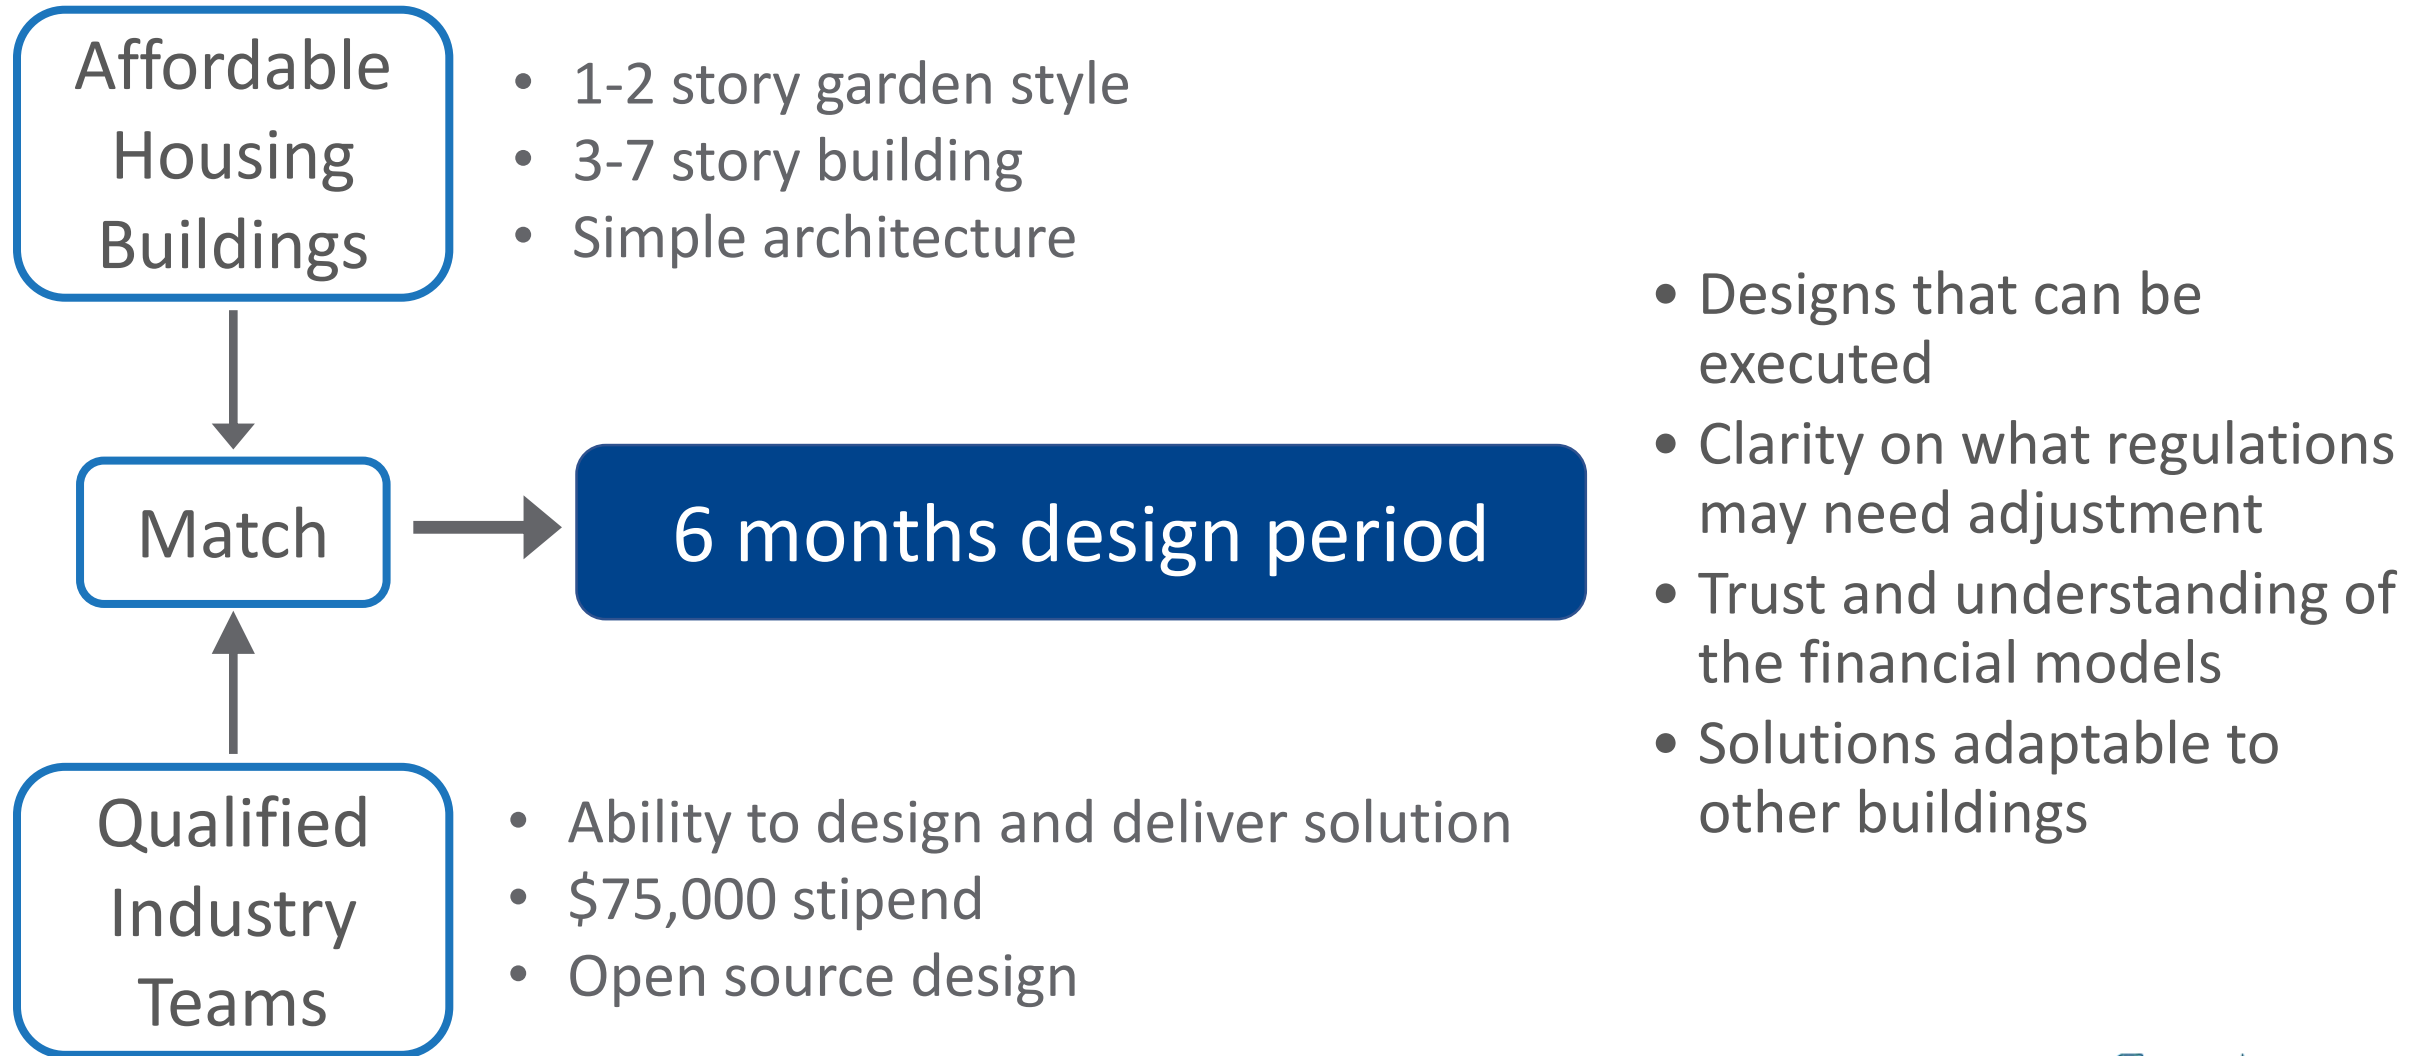 Affordable
Housing
Buildings
• 1-2 story garden style
• 3-7 story building
• Simple architecture
Match
6 months design period
• Designs that can be
executed
• Clarity on what regulations
may need adjustment
• Trust and understanding of
the financial models
• Solutions adaptable to
other buildings
Qualified
Industry
Teams
• Ability to design and deliver solution
• $75,000 stipend
• Open source design